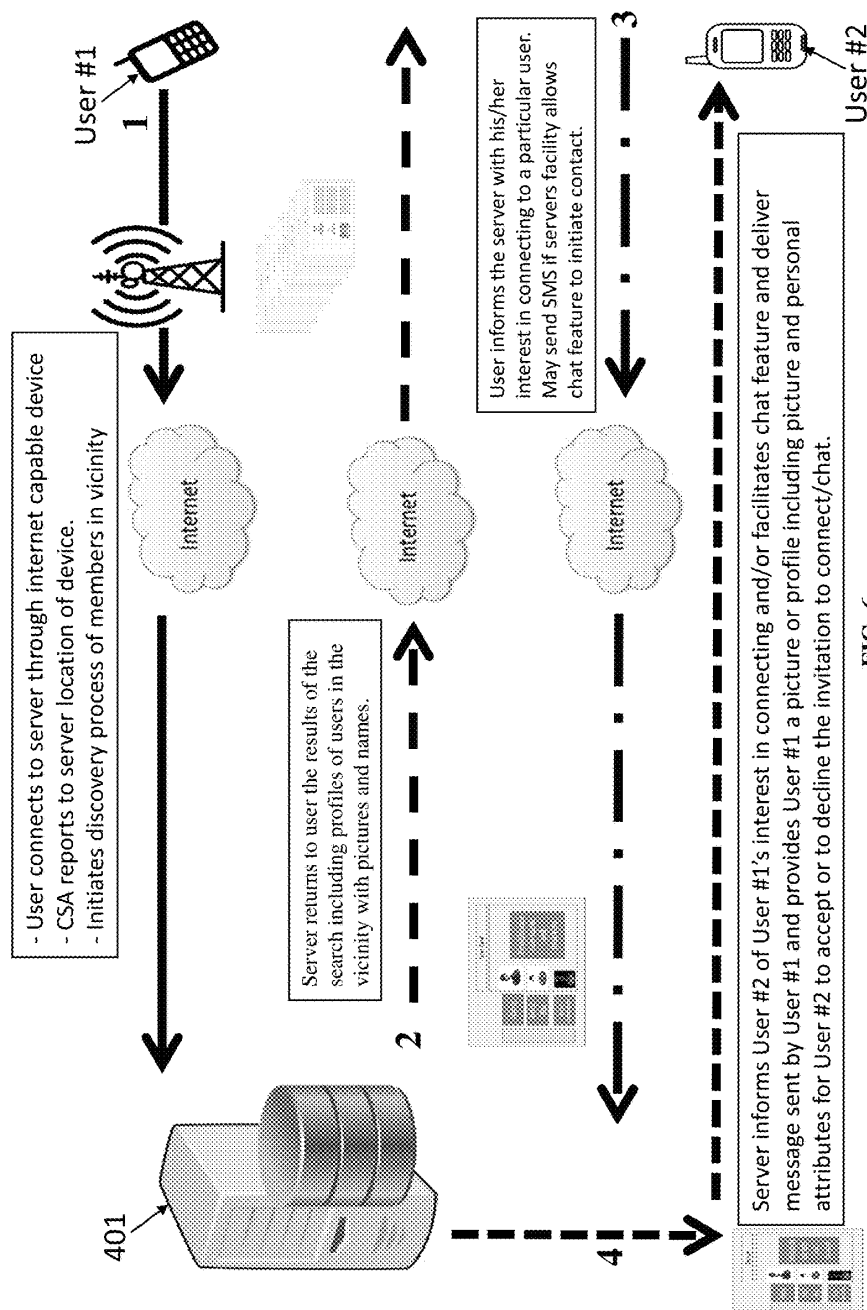 User #1
1
- User connects to server through internet capable device
- CSA reports to server location of device.
- Initiates discovery process of members in vicinity
Internet
401
2
Server returns to user the results of the
search including profiles of users in the
vicinity with pictures and names.
Internet
3
User informs the server with his/her
interest in connecting to a particular user.
May send SMS if servers facility allows
chat feature to initiate contact.
Internet
4
User #2
Server informs User #2 of User #1's interest in connecting and/or facilitates chat feature and deliver
message sent by User #1 and provides User #1 a picture or profile including picture and personal
attributes for User #2 to accept or to decline the invitation to connect/chat.
FIG. 6